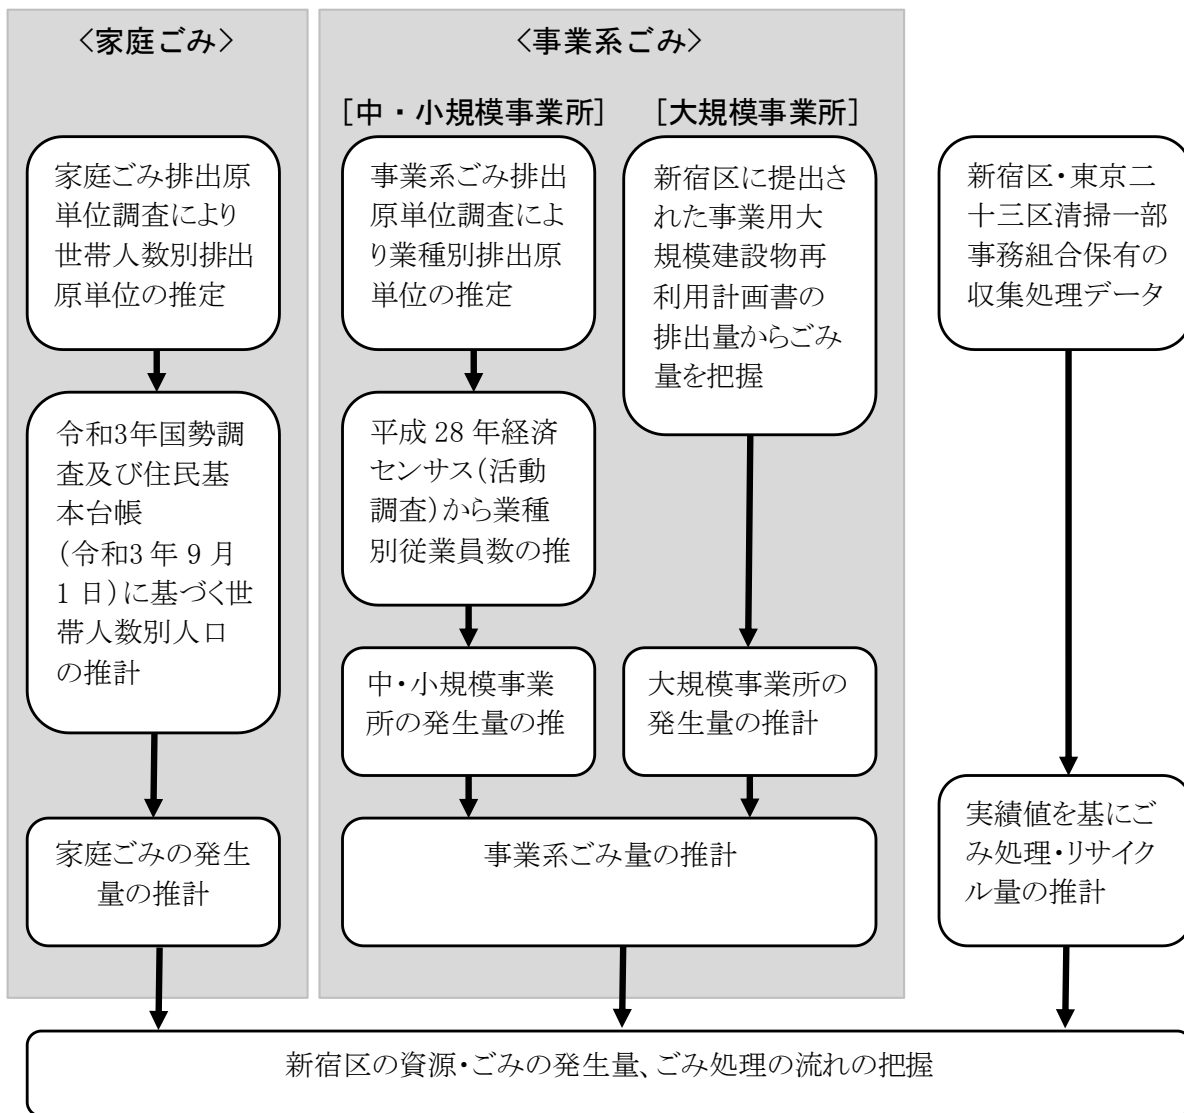 <家庭ごみ>
家庭ごみ排出原
単位調査により
世帯人数別排出
原単位の推定
令和3年国勢調
査及び住民基
本台帳
(令和3年9月
1日)に基づく世
帯人数別人口
の推計
家庭ごみの発生
量の推計
<事業系ごみ>
[中・小規模事業所]
事業系ごみ排出
原単位調査によ
り業種別排出原
単位の推定
平成28年経済
センサス(活動
調査)から業種
別従業員数の推
中・小規模事業
所の発生量の推
[大規模事業所]
新宿区に提出さ
れた事業用大
規模建設物再
利用計画書の
排出量からごみ
量を把握
大規模事業所の
発生量の推計
事業系ごみ量の推計
新宿区・東京二
十三区清掃一部
事務組合保有の
収集処理データ
実績値を基にご
み処理・リサイク
ル量の推計
新宿区の資源・ごみの発生量、ごみ処理の流れの把握